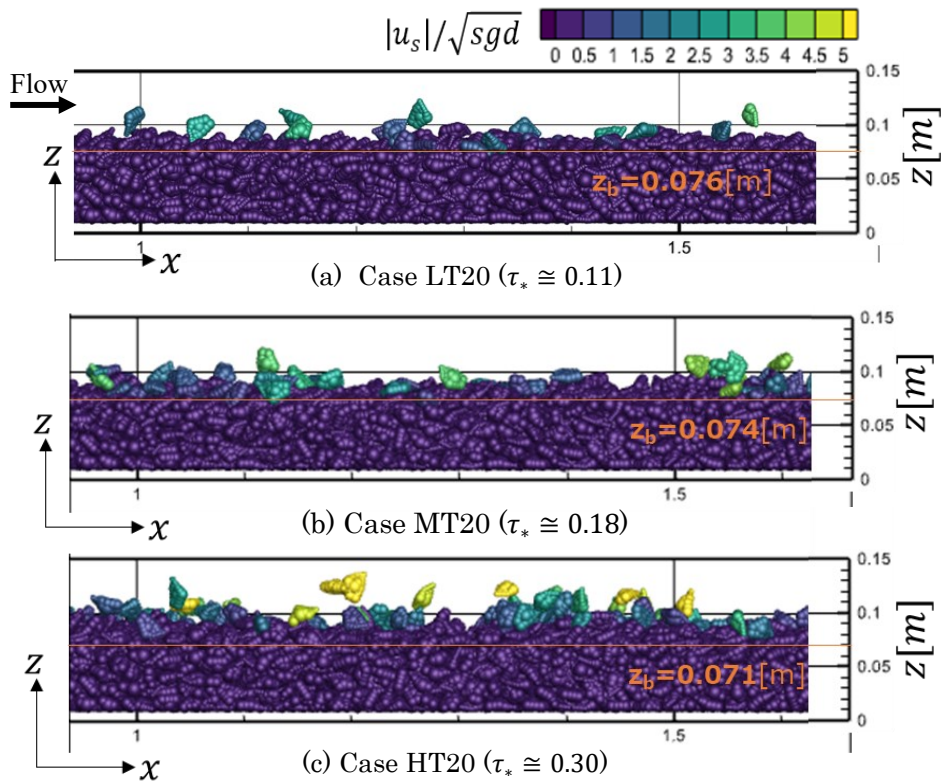 |u_s|/√sgd
0 0.5 1 1.5 2 2.5 3 3.5 4 4.5 5
Flow
0.15
0.1
0.05
0
z[m]
z
x
z_b=0.076[m]
1 1.5
(a) Case LT20 (τ_* ≅ 0.11)
0.15
0.1
0.05
0
z[m]
z
x
z_b=0.074[m]
1 1.5
(b) Case MT20 (τ_* ≅ 0.18)
0.15
0.1
0.05
0
z[m]
z
x
z_b=0.071[m]
1 1.5
(c) Case HT20 (τ_* ≅ 0.30)